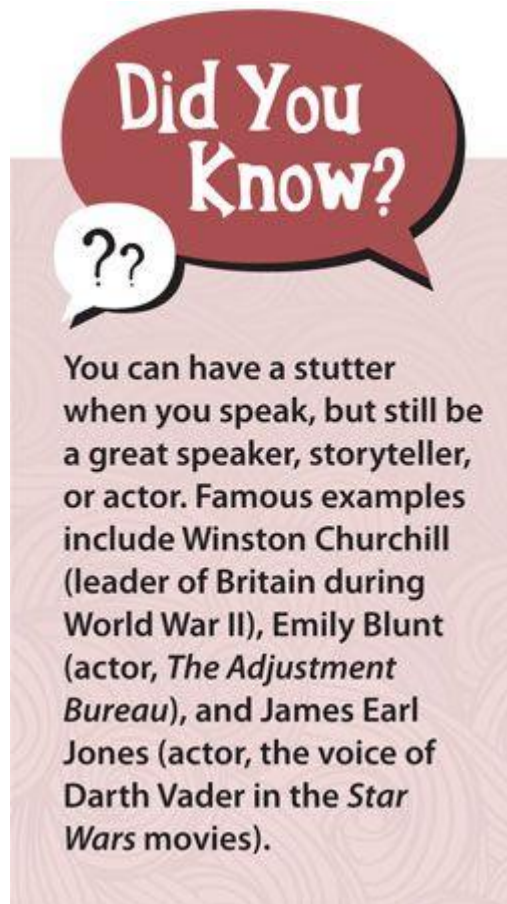 Did You
Know?
??
You can have a stutter
when you speak, but still be
a great speaker, storyteller,
or actor. Famous examples
include Winston Churchill
(leader of Britain during
World War II), Emily Blunt
(actor, The Adjustment
Bureau), and James Earl
Jones (actor, the voice of
Darth Vader in the Star
Wars movies).